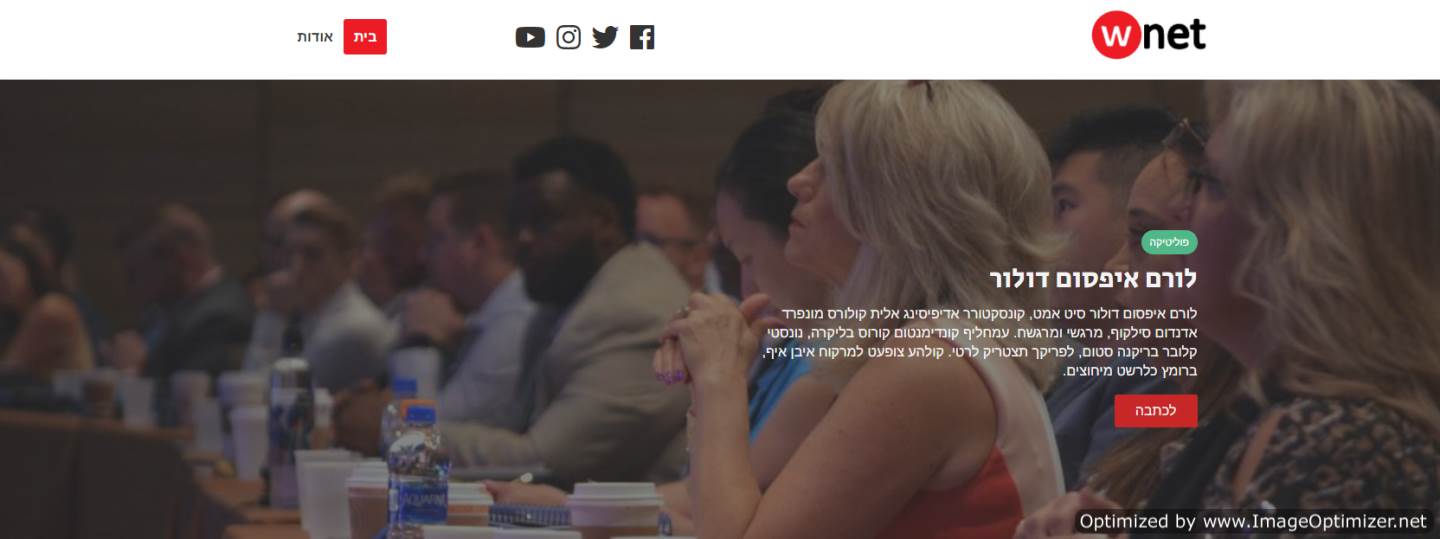 wnet
בית אודות
פוליטיקה
לורם איפסום דולור
לורם איפסום דולור סיט אמט, קונסקטורר אדיפיסינג אלית קולורס מונפרד
אדנדום סילקוף, מרגשי ומרגשח. עמחליף קונדימנטום קורוס בליקרה, נונסטי
קלובר בריקנה סטום, לפריקך תצטריק לרטי. קולהע צופעט למרקוח איבן איף,
ברומץ כלרשט מיחוצים.
לכתבה
AQUAFINA
Optimized by www.ImageOptimizer.net